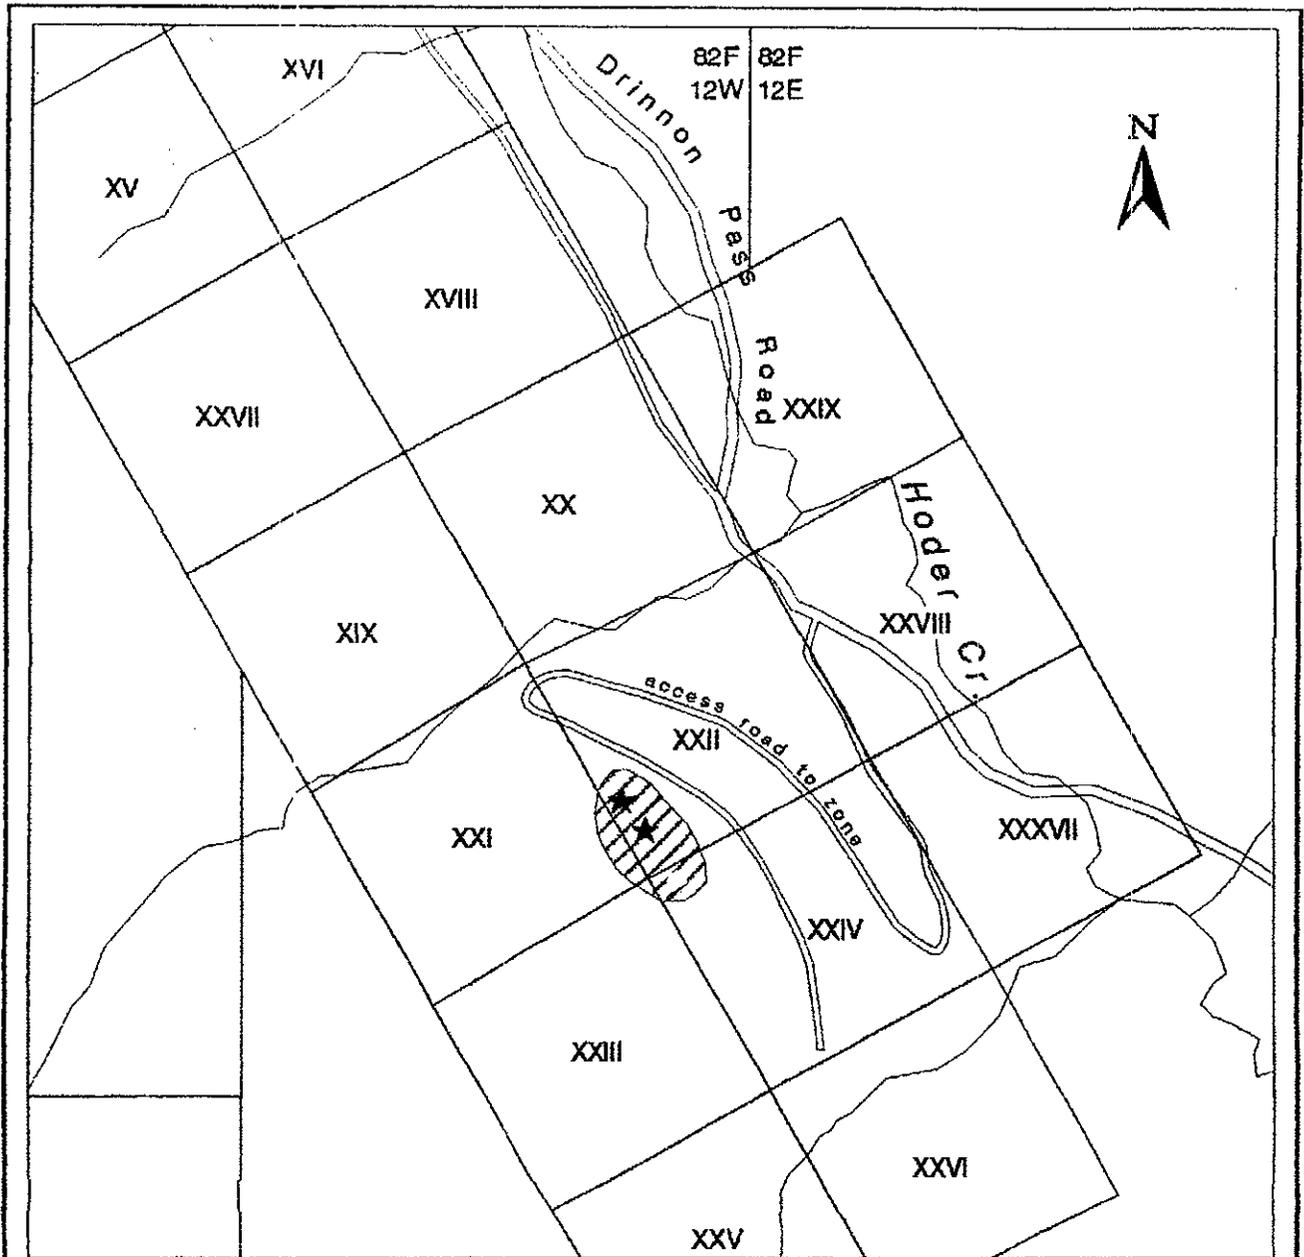 82F 82F
12W 12E
Drinnon Pass Road
N
XVI
XV
XVIII
XXVII
XXIX
XX
Hoder Cr.
XIX
XXVIII
access road to zone
XXII
XXI
XXXVII
XXIV
XXIII
XXVI
XXV